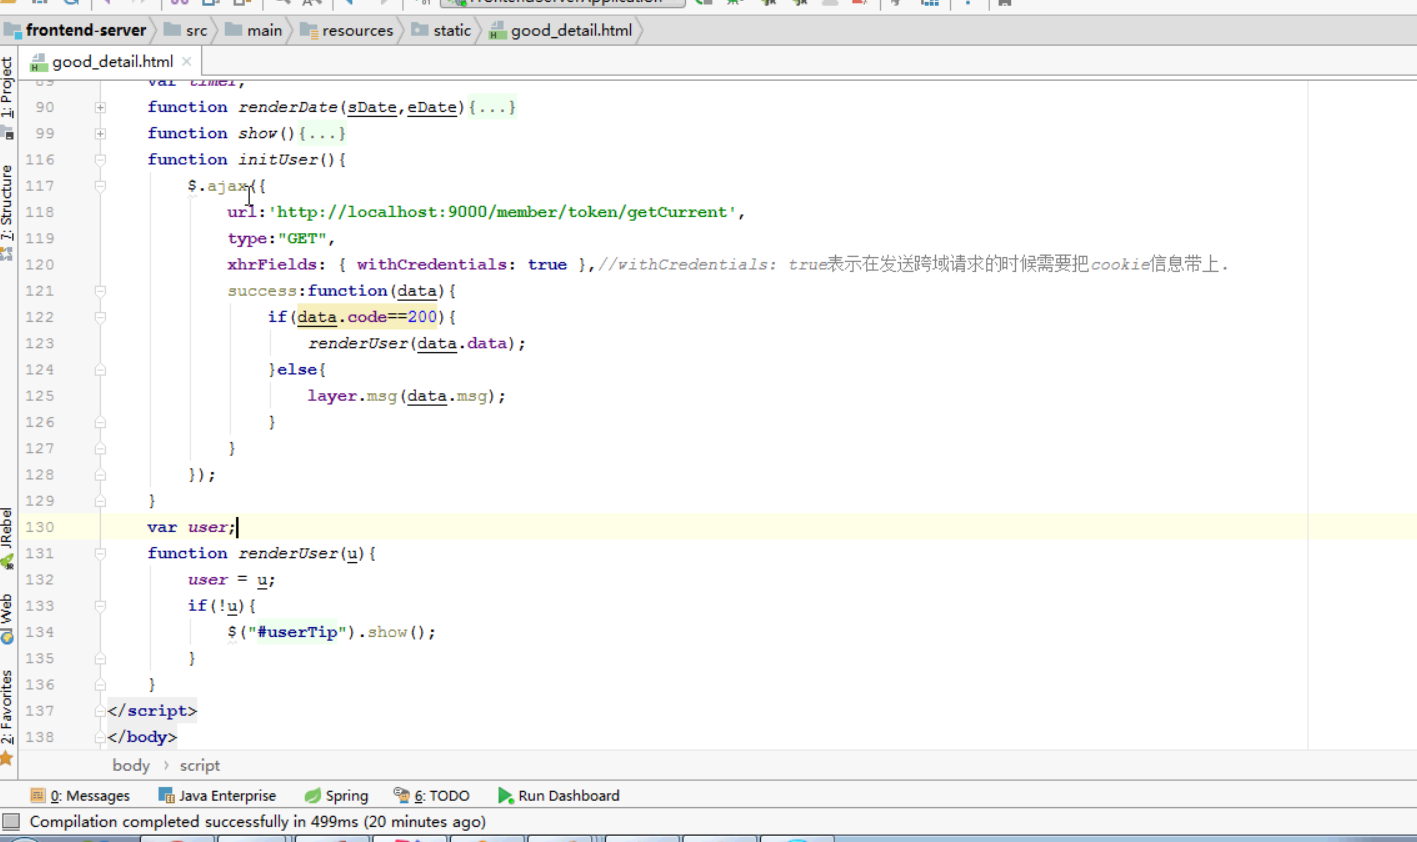 frontend-server src main resources static good_detail.html
good_detail.html
1: Project
7: Structure
JRebel
Web
2: Favorites
89 var timer;
90 function renderDate(sDate,eDate){...}
99 function show(){...}
116 function initUser(){
117 $.ajax({
118 url:'http://localhost:9000/member/token/getCurrent',
119 type:"GET",
120 xhrFields: { withCredentials: true },//withCredentials: true表示在发送跨域请求的时候需要把cookie信息带上.
121 success:function(data){
122 if(data.code==200){
123 renderUser(data.data);
124 }else{
125 layer.msg(data.msg);
126 }
127 }
128 });
129 }
130 var user;
131 function renderUser(u){
132 user = u;
133 if(!u){
134 $("#userTip").show();
135 }
136 }
137 </script>
138 </body>
body › script
0: Messages Java Enterprise Spring 6: TODO Run Dashboard
Compilation completed successfully in 499ms (20 minutes ago)